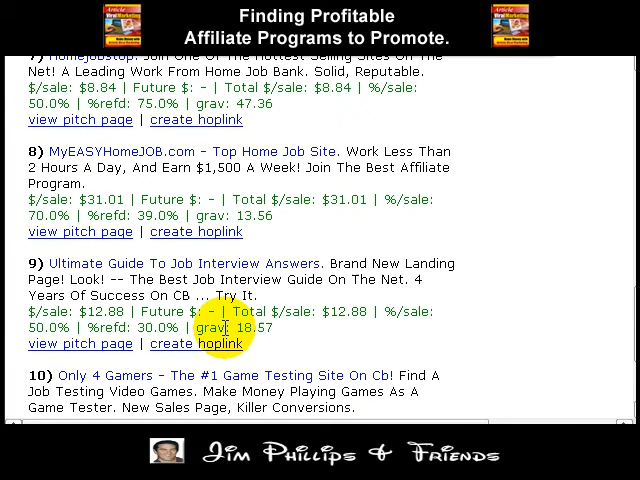 Finding Profitable
Affiliate Programs to Promote.
Net! A Leading Work From Home Job Bank. Solid, Reputable.
$/sale: $8.84 | Future $: - | Total $/sale: $8.84 | %/sale:
50.0% | %refd: 75.0% | grav: 47.36
view pitch page | create hoplink
8) MyEASYHomeJOB.com - Top Home Job Site. Work Less Than
2 Hours A Day, And Earn $1,500 A Week! Join The Best Affiliate
Program.
$/sale: $31.01 | Future $: - | Total $/sale: $31.01 | %/sale:
70.0% | %refd: 39.0% | grav: 13.56
view pitch page | create hoplink
9) Ultimate Guide To Job Interview Answers. Brand New Landing
Page! Look! -- The Best Job Interview Guide On The Net. 4
Years Of Success On CB ... Try It.
$/sale: $12.88 | Future $: - | Total $/sale: $12.88 | %/sale:
50.0% | %refd: 30.0% | grav: 18.57
view pitch page | create hoplink
10) Only 4 Gamers - The #1 Game Testing Site On Cb! Find A
Job Testing Video Games. Make Money Playing Games As A
Game Tester. New Sales Page, Killer Conversions.
Jim Phillips & Friends